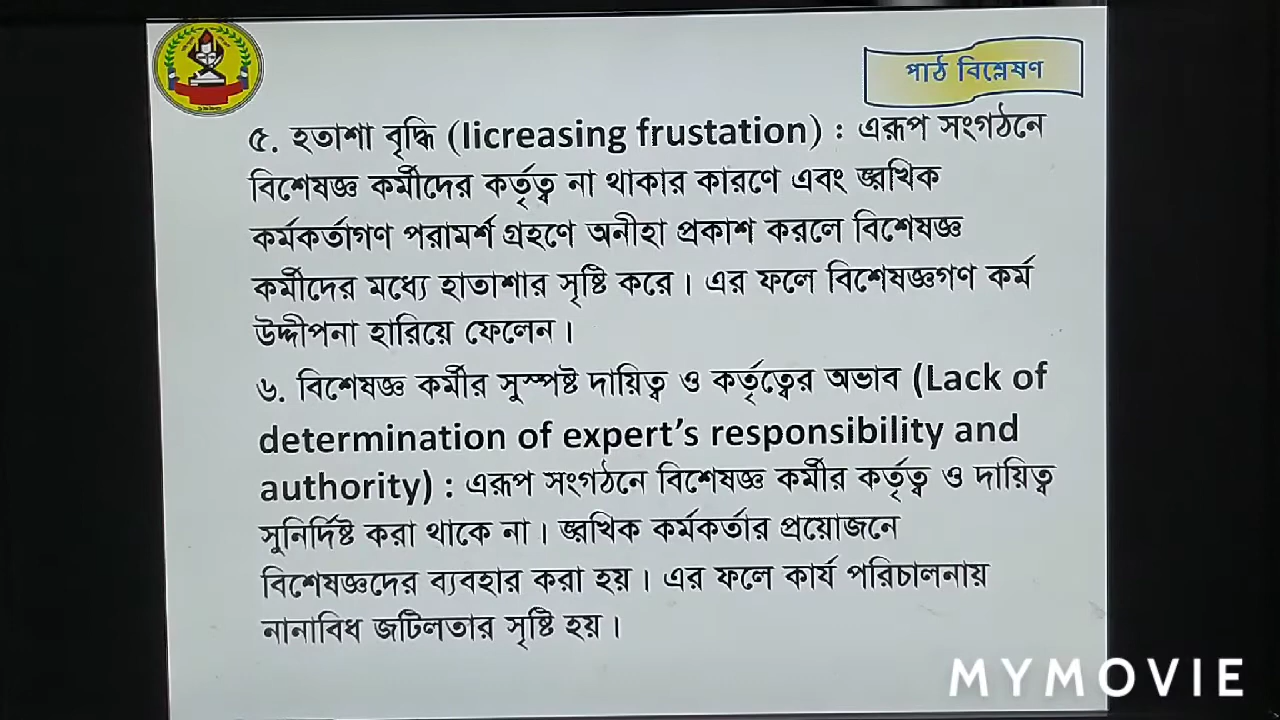 পাঠ বিশ্লেষণ
৫. হতাশা বৃদ্ধি (Iicreasing frustation) : এরূপ সংগঠনে
বিশেষজ্ঞ কর্মীদের কর্তৃত্ব না থাকার কারণে এবং জ্রখিক
কর্মকর্তাগণ পরামর্শ গ্রহণে অনীহা প্রকাশ করলে বিশেষজ্ঞ
কর্মীদের মধ্যে হাতাশার সৃষ্টি করে। এর ফলে বিশেষজ্ঞগণ কর্ম
উদ্দীপনা হারিয়ে ফেলেন।
৬. বিশেষজ্ঞ কর্মীর সুস্পষ্ট দায়িত্ব ও কর্তৃত্বের অভাব (Lack of
determination of expert’s responsibility and
authority) : এরূপ সংগঠনে বিশেষজ্ঞ কর্মীর কর্তৃত্ব ও দায়িত্ব
সুনির্দিষ্ট করা থাকে না। জ্রখিক কর্মকর্তার প্রয়োজনে
বিশেষজ্ঞদের ব্যবহার করা হয়। এর ফলে কার্য পরিচালনায়
নানাবিধ জটিলতার সৃষ্টি হয়।
MYMOVIE